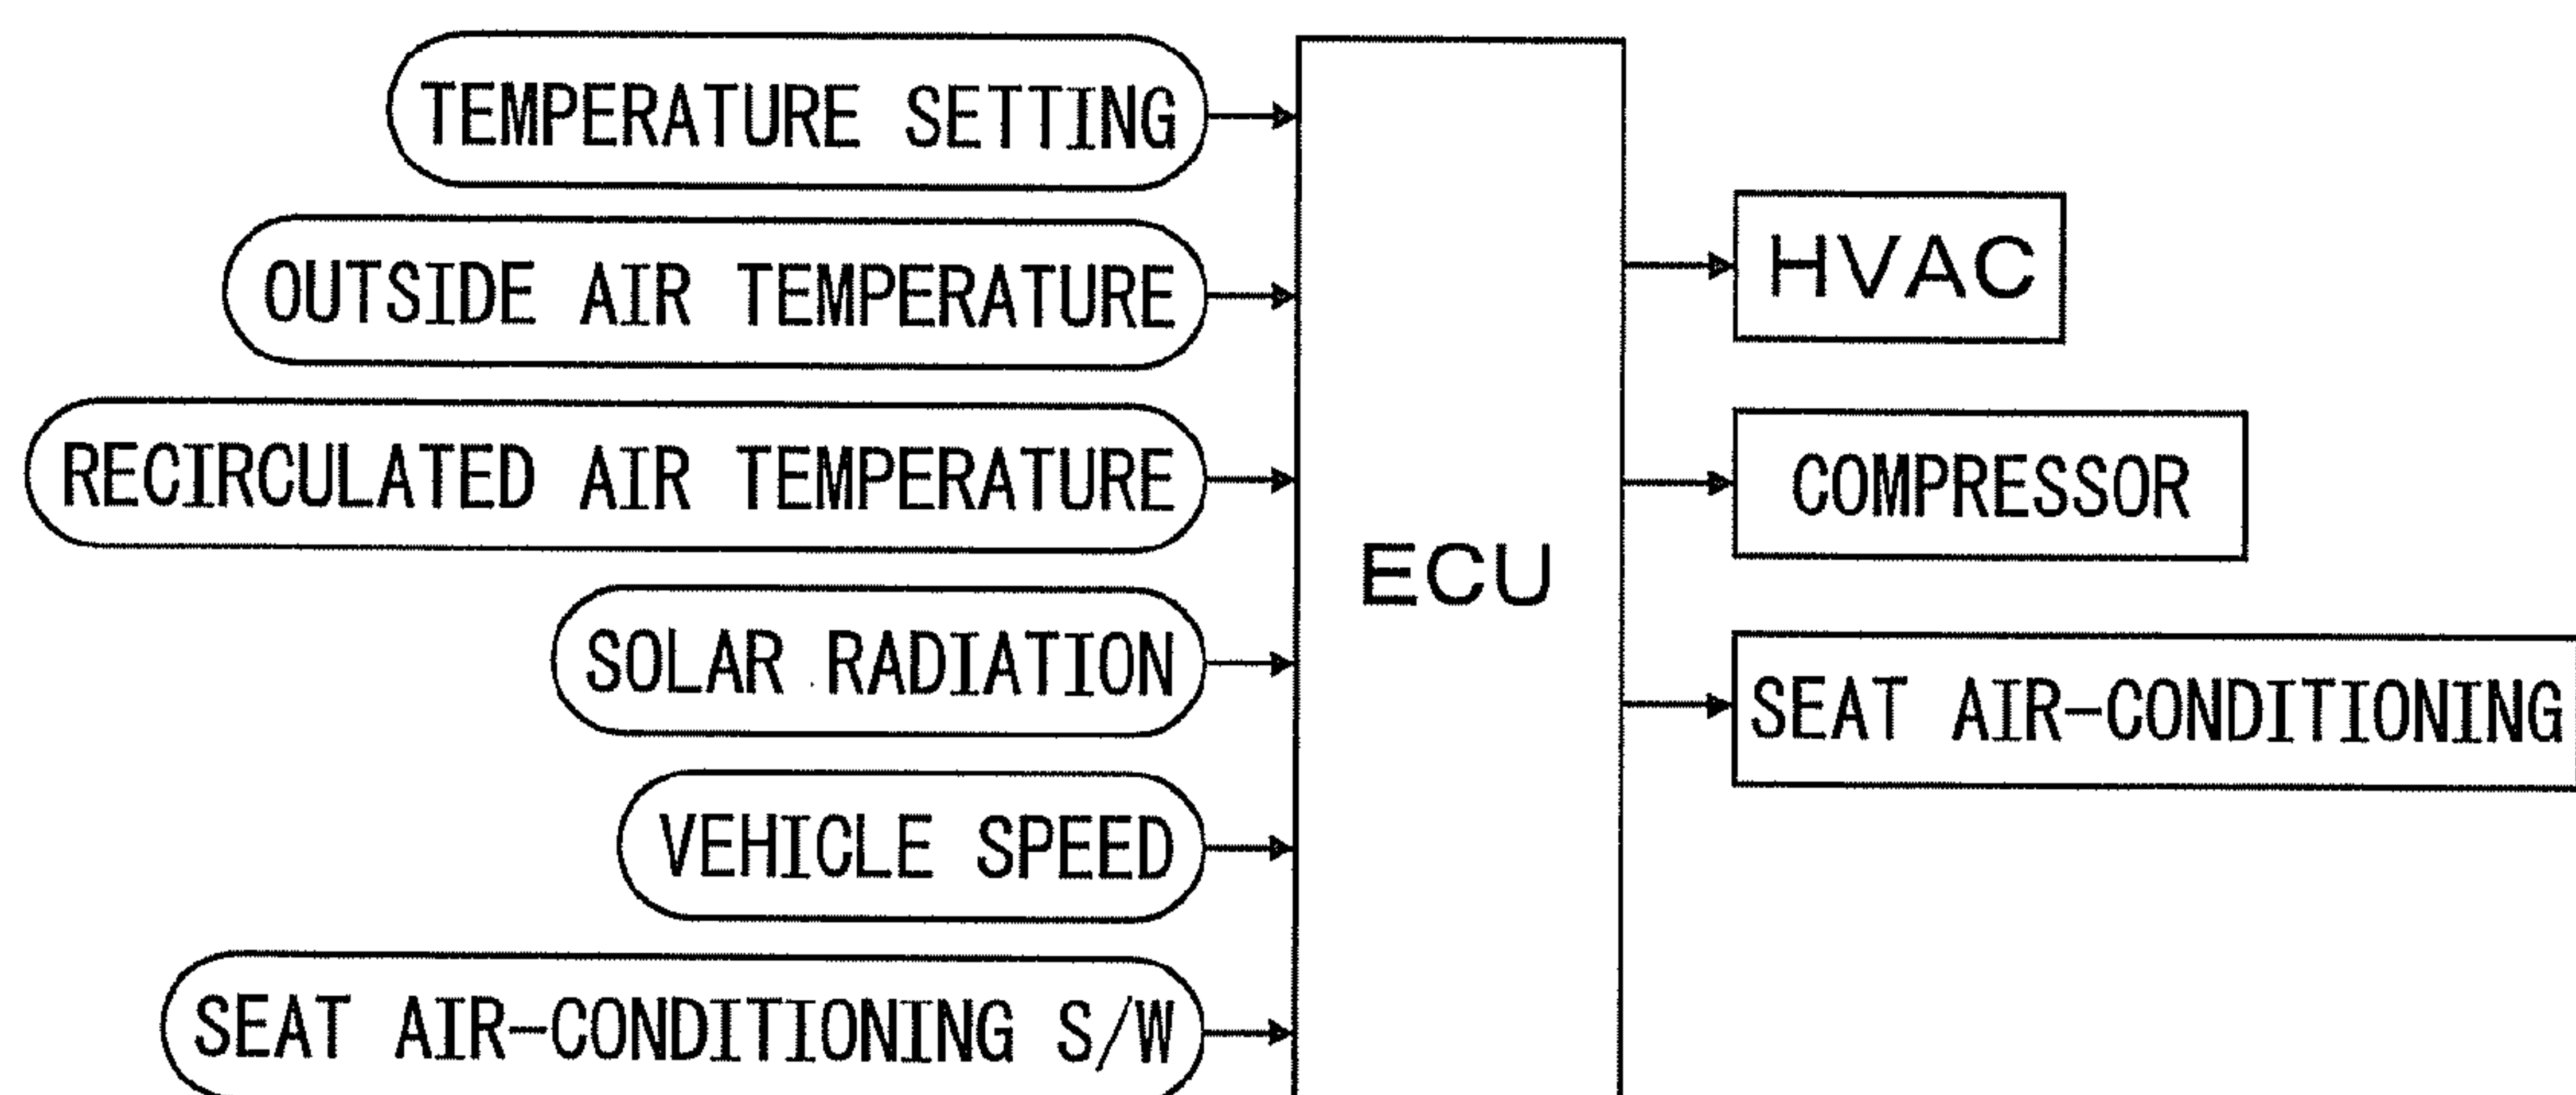 TEMPERATURE SETTING
OUTSIDE AIR TEMPERATURE
RECIRCULATED AIR TEMPERATURE
SOLAR RADIATION
VEHICLE SPEED
SEAT AIR-CONDITIONING S/W
ECU
HVAC
COMPRESSOR
SEAT AIR-CONDITIONING